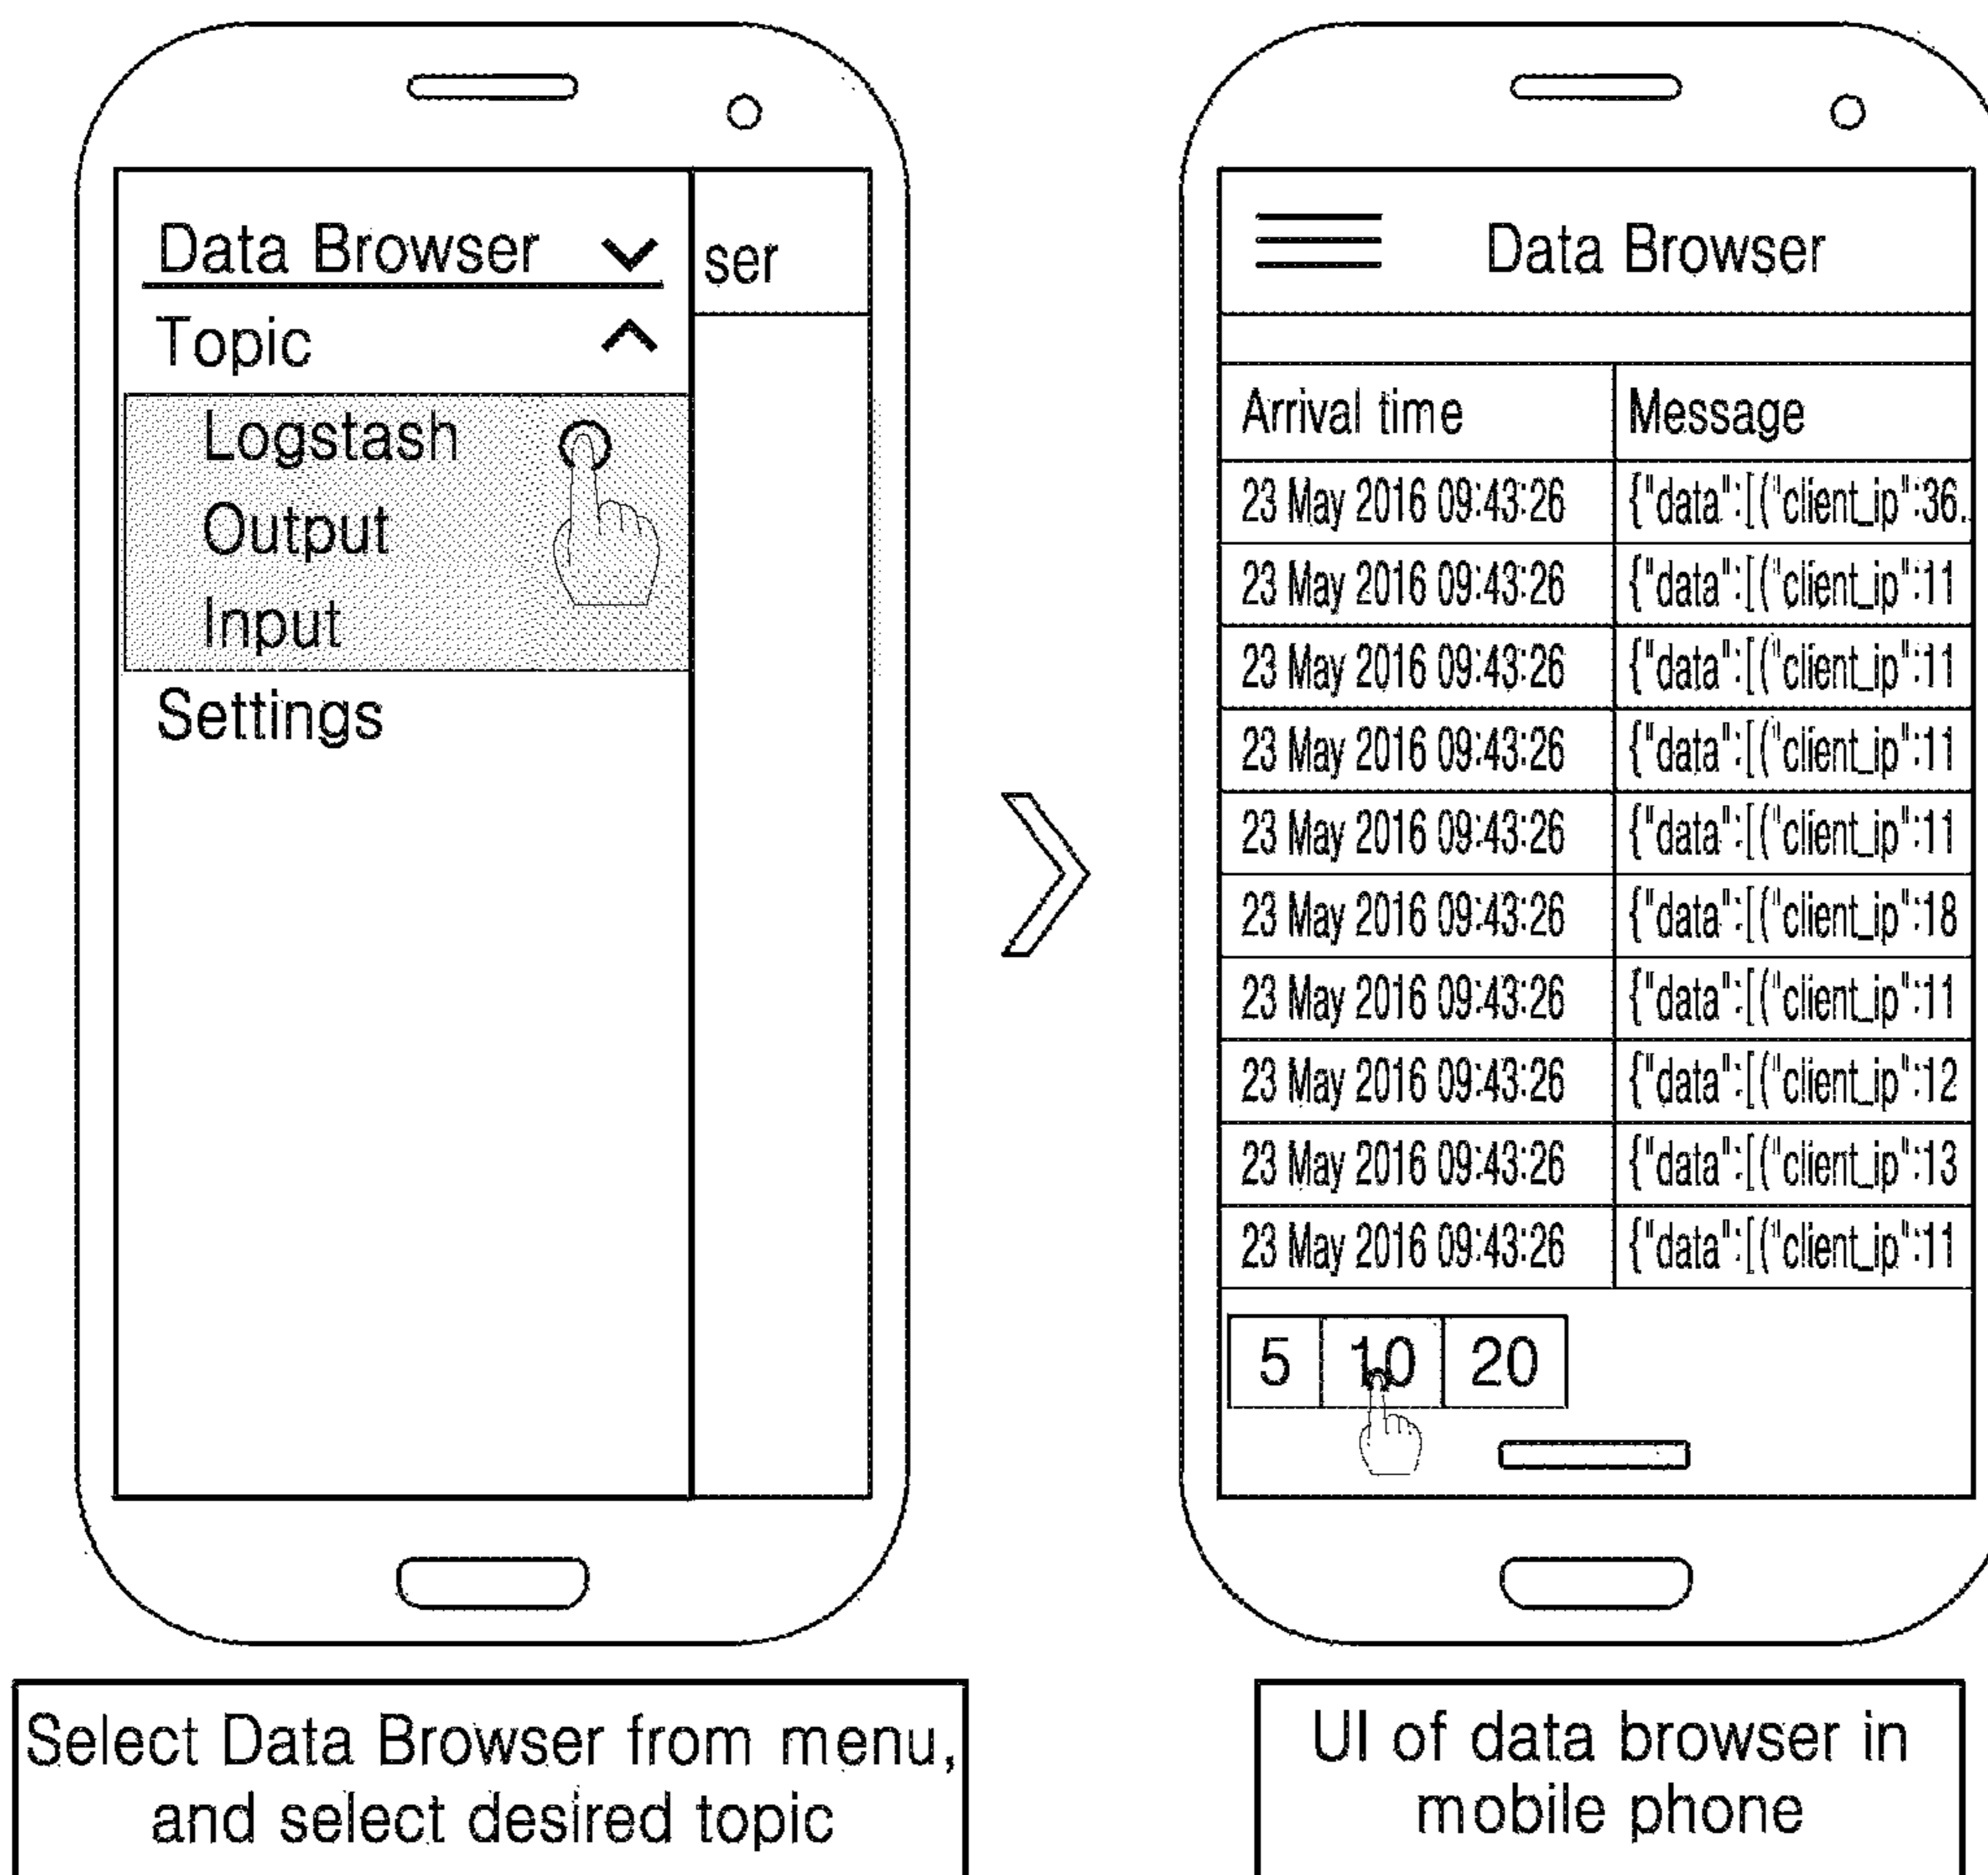 Data Browser
ser
Topic
Logstash
Output
Input
Settings
Select Data Browser from menu,
and select desired topic
Data Browser
Arrival time Message
23 May 2016 09:43:26 {"data":[("client_ip":36.
23 May 2016 09:43:26 {"data":[("client_ip":11
23 May 2016 09:43:26 {"data":[("client_ip":11
23 May 2016 09:43:26 {"data":[("client_ip":11
23 May 2016 09:43:26 {"data":[("client_ip":11
23 May 2016 09:43:26 {"data":[("client_ip":18
23 May 2016 09:43:26 {"data":[("client_ip":11
23 May 2016 09:43:26 {"data":[("client_ip":12
23 May 2016 09:43:26 {"data":[("client_ip":13
23 May 2016 09:43:26 {"data":[("client_ip":11
5 10 20
UI of data browser in
mobile phone